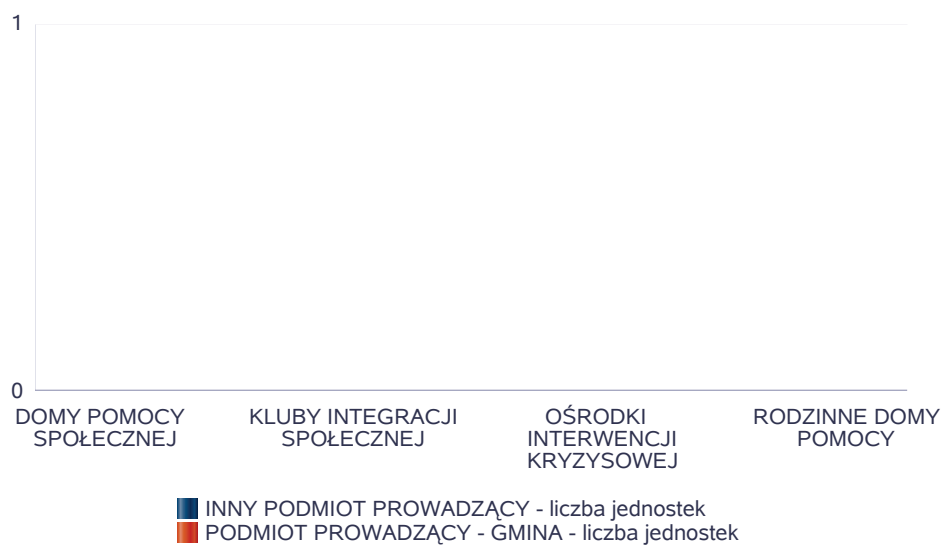 1
0
DOMY POMOCY
SPOŁECZNEJ
KLUBY INTEGRACJI
SPOŁECZNEJ
OŚRODKI
INTERWENCJI
KRYZYSOWEJ
RODZINNE DOMY
POMOCY
INNY PODMIOT PROWADZĄCY - liczba jednostek
PODMIOT PROWADZĄCY - GMINA - liczba jednostek